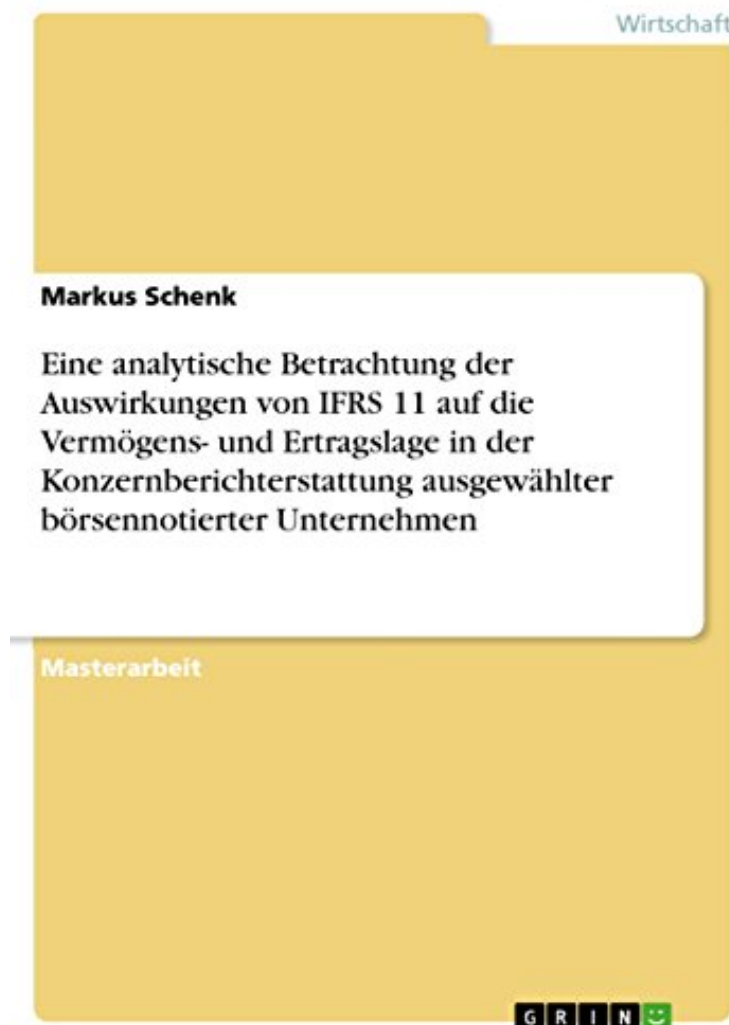 Wirtschaft
Markus Schenk
Eine analytische Betrachtung der
Auswirkungen von IFRS 11 auf die
Vermögens- und Ertragslage in der
Konzernberichterstattung ausgewählter
börsennotierter Unternehmen
Masterarbeit
GRIN